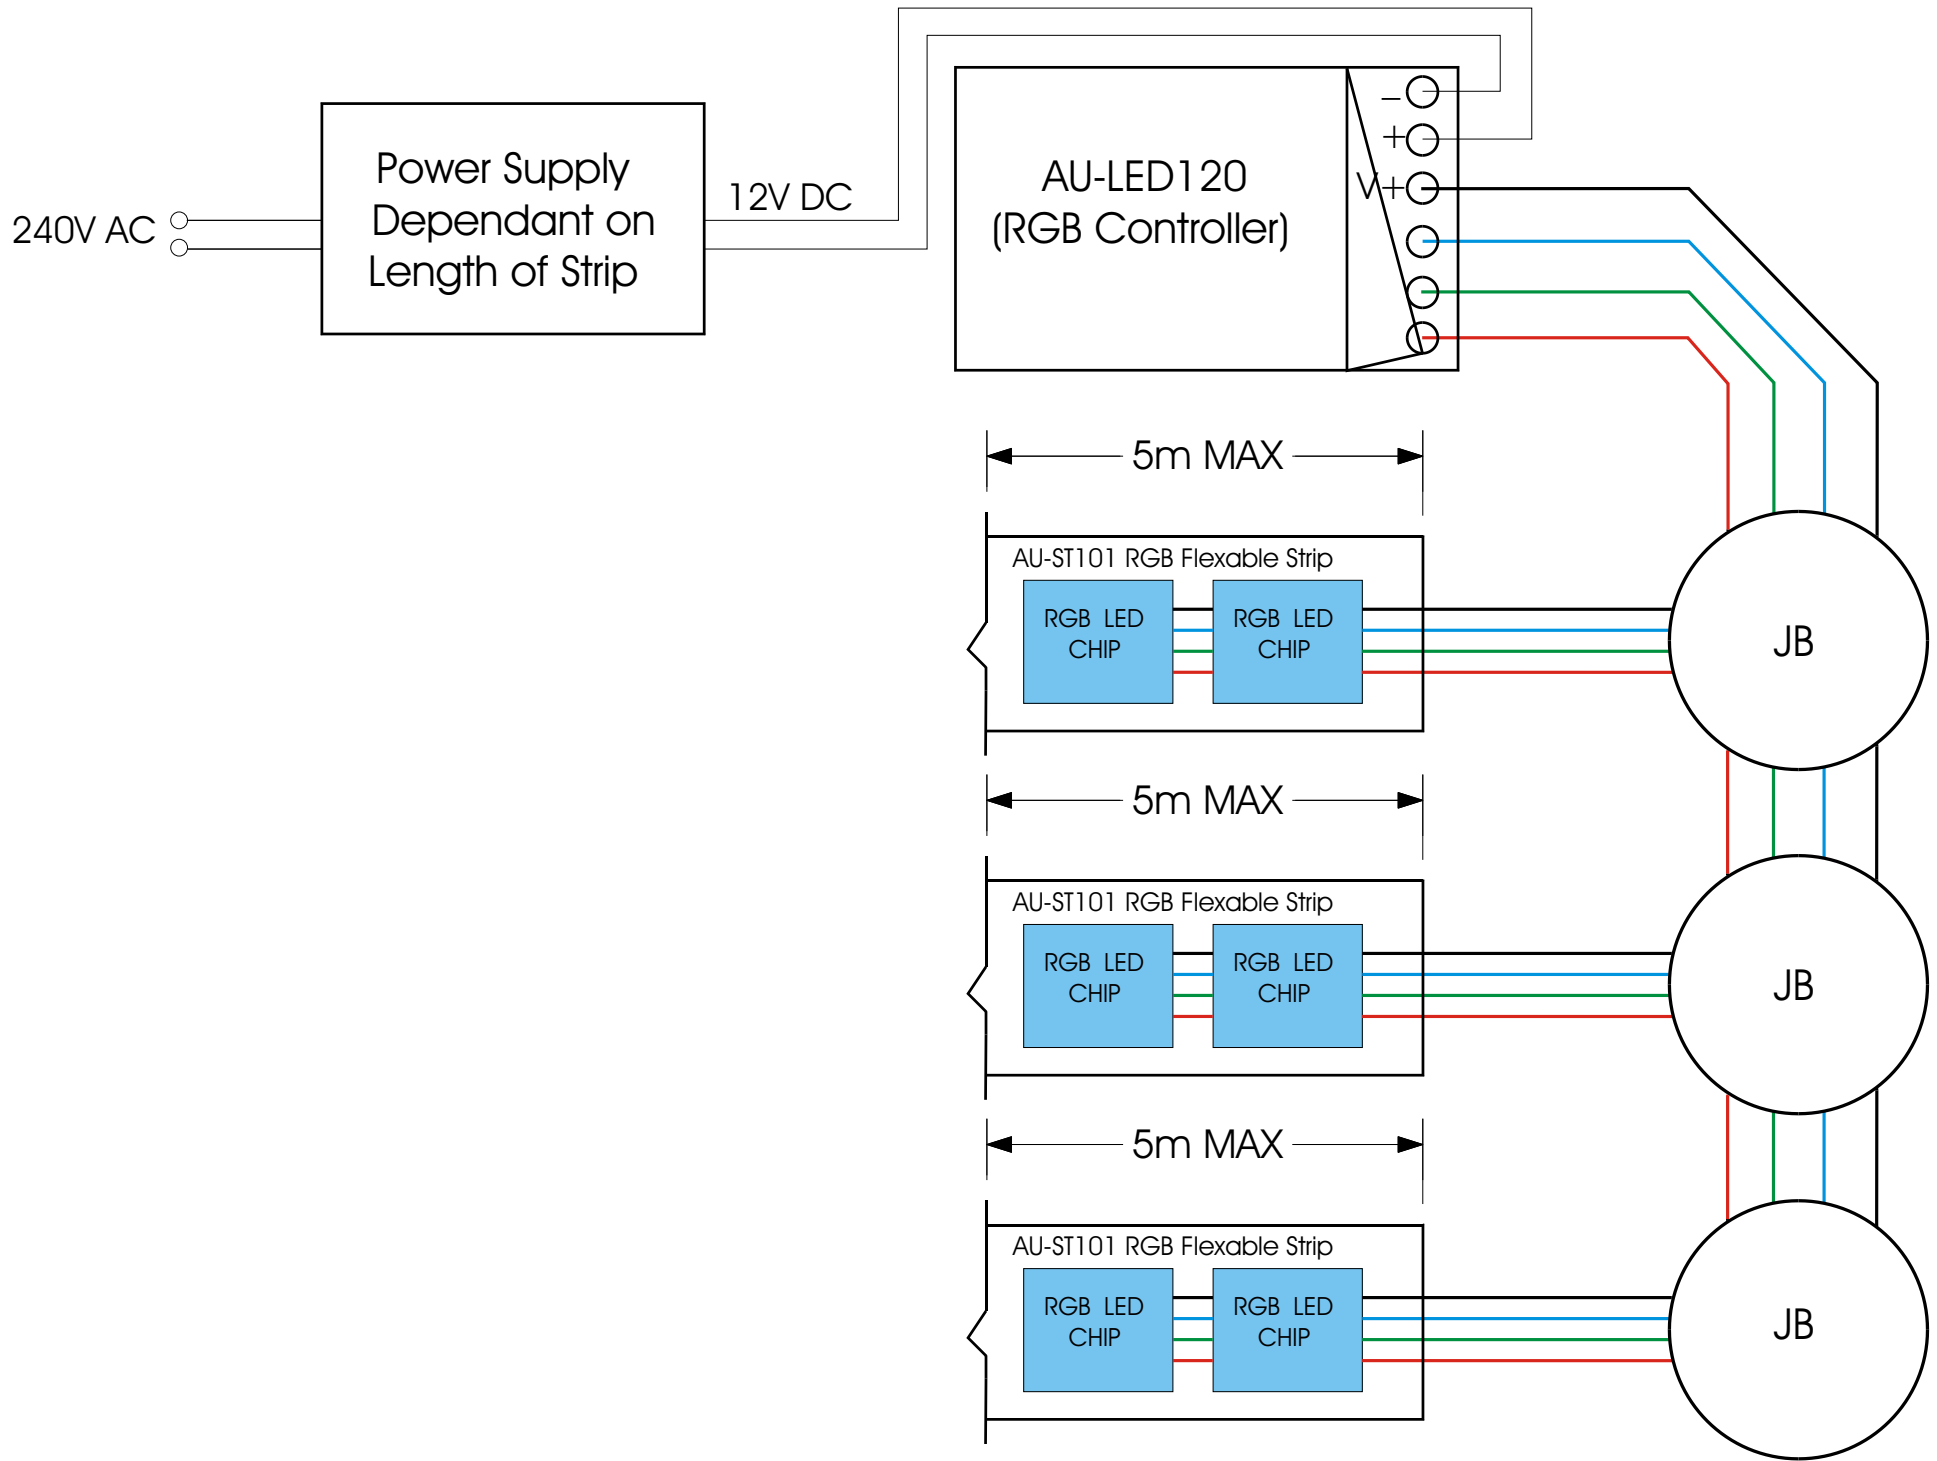 240V AC
Power Supply
Dependant on
Length of Strip
12V DC
AU-LED120
(RGB Controller)
−
+
V+
5m MAX
AU-ST101 RGB Flexable Strip
RGB LED
CHIP
RGB LED
CHIP
JB
5m MAX
AU-ST101 RGB Flexable Strip
RGB LED
CHIP
RGB LED
CHIP
JB
5m MAX
AU-ST101 RGB Flexable Strip
RGB LED
CHIP
RGB LED
CHIP
JB